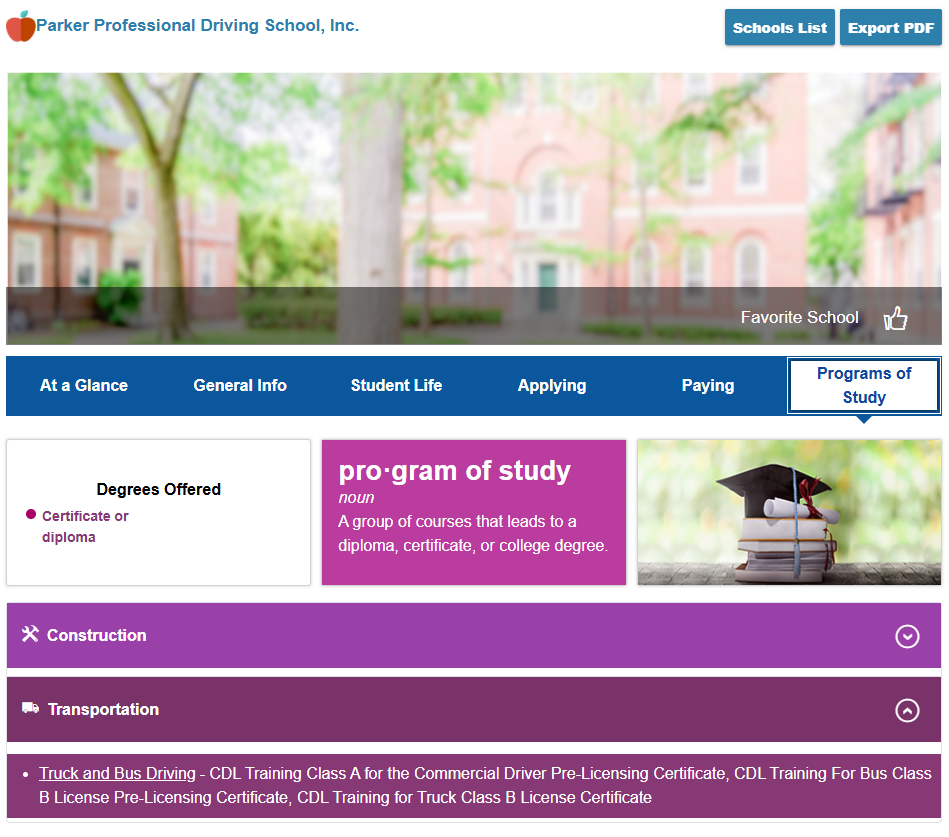 Parker Professional Driving School, Inc.
Schools List
Export PDF
Favorite School
At a Glance
General Info
Student Life
Applying
Paying
Programs of
Study
Degrees Offered
Certificate or
diploma
pro·gram of study
noun
A group of courses that leads to a
diploma, certificate, or college degree.
Construction
Transportation
• Truck and Bus Driving - CDL Training Class A for the Commercial Driver Pre-Licensing Certificate, CDL Training For Bus Class
B License Pre-Licensing Certificate, CDL Training for Truck Class B License Certificate